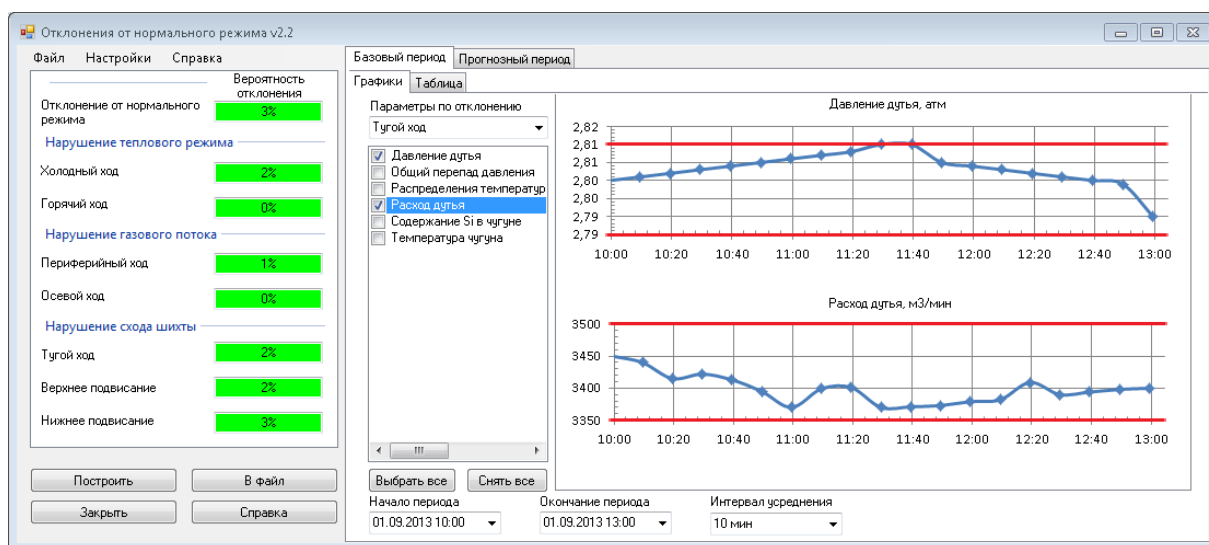 Отклонения от нормального режима v2.2
Файл Настройки Справка
Вероятность
отклонения
Отклонение от нормального
режима
3%
Нарушение теплового режима
Холодный ход 2%
Горячий ход 0%
Нарушение газового потока
Периферийный ход 1%
Осевой ход 0%
Нарушение схода шихты
Тугой ход 2%
Верхнее подвисание 2%
Нижнее подвисание 3%
Построить В файл
Закрыть Справка
Базовый период Прогнозный период
Графики Таблица
Параметры по отклонению
Тугой ход
Давление дутья
Общий перепад давления
Распределения температур
Расход дутья
Содержание Si в чугуне
Температура чугуна
Выбрать все Снять все
Начало периода Окончание периода Интервал усреднения
01.09.2013 10:00 01.09.2013 13:00 10 мин
Давление дутья, атм
2,82
2,81
2,81
2,80
2,80
2,79
2,79
10:00 10:20 10:40 11:00 11:20 11:40 12:00 12:20 12:40 13:00
Расход дутья, м3/мин
3500
3450
3400
3350
10:00 10:20 10:40 11:00 11:20 11:40 12:00 12:20 12:40 13:00